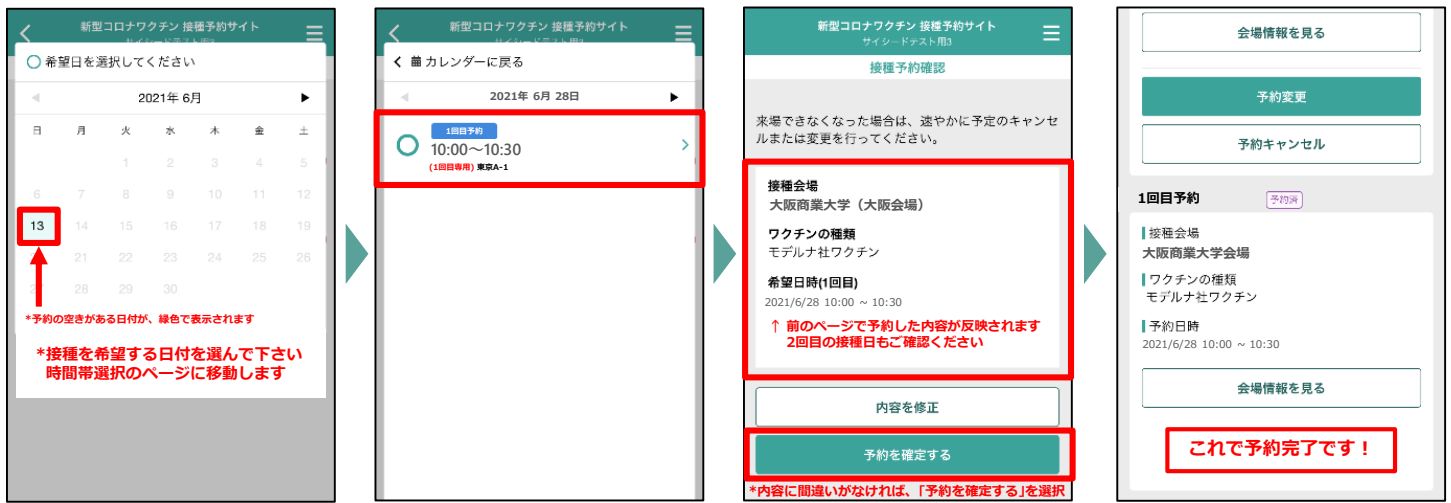 新型コロナワクチン 接種予約サイト
希望日を選択してください
2021年 6月
日 月 火 水 木 金 土
1 2 3 4 5
6 7 8 9 10 11 12
13 14 15 16 17 18 19
21 22 23 24 25 26
27 28 29 30
*予約の空きがある日付が、緑色で表示されます
*接種を希望する日付を選んで下さい
時間帯選択のページに移動します
新型コロナワクチン 接種予約サイト
カレンダーに戻る
2021年 6月 28日
1回目予約
10:00～10:30
(1回目専用) 東京A-1
新型コロナワクチン 接種予約サイト
サイシードテスト用3
接種予約確認
来場できなくなった場合は、速やかに予定のキャンセ
ルまたは変更を行ってください。
接種会場
大阪商業大学（大阪会場）
ワクチンの種類
モデルナ社ワクチン
希望日時(1回目)
2021/6/28 10:00 ~ 10:30
↑ 前のページで予約した内容が反映されます
2回目の接種日もご確認ください
内容を修正
予約を確定する
*内容に間違いがなければ、「予約を確定する」を選択
会場情報を見る
予約変更
予約キャンセル
1回目予約 予約済
接種会場
大阪商業大学会場
ワクチンの種類
モデルナ社ワクチン
予約日時
2021/6/28 10:00 ~ 10:30
会場情報を見る
これで予約完了です！